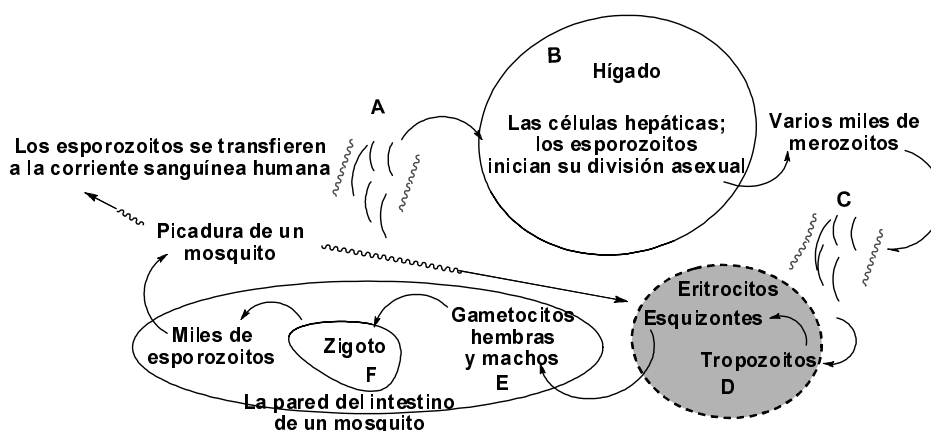 B
Hígado
A
Las células hepáticas;
los esporozoitos
inician su división asexual
Varios miles de
merozoitos
Los esporozoitos se transfieren
a la corriente sanguínea humana
C
Picadura de un
mosquito
Eritrocitos
Esquizontes
Tropozoitos
D
Gametocitos
hembras
y machos
E
Miles de
esporozoitos
Zigoto
F
La pared del intestino
de un mosquito